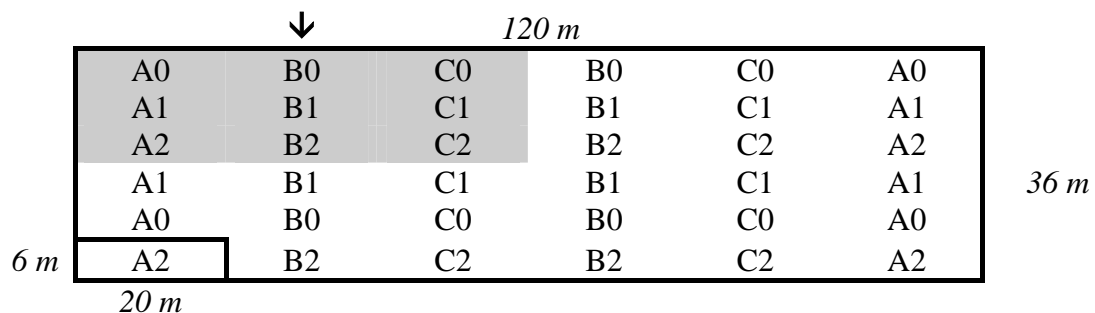 ↓ 120 m
A0 B0 C0 B0 C0 A0
A1 B1 C1 B1 C1 A1
A2 B2 C2 B2 C2 A2
A1 B1 C1 B1 C1 A1 36 m
A0 B0 C0 B0 C0 A0
6 m A2 B2 C2 B2 C2 A2
20 m